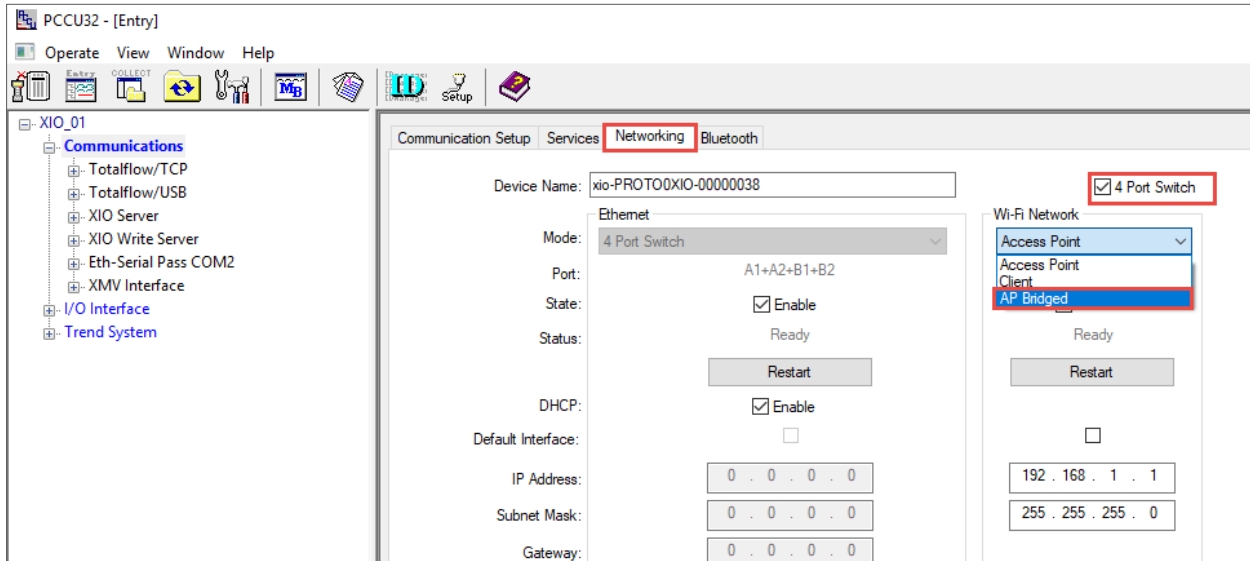 PCCU32 - [Entry]
Operate View Window Help
Entry COLLECT MB ID Setup ?
XIO_01
Communications
Totalflow/TCP
Totalflow/USB
XIO Server
XIO Write Server
Eth-Serial Pass COM2
XMV Interface
I/O Interface
Trend System
Communication Setup Services Networking Bluetooth
Device Name: xio-PROTO0XIO-00000038 4 Port Switch
Ethernet Wi-Fi Network
Mode: 4 Port Switch Access Point
Access Point
Client
AP Bridged
Port: A1+A2+B1+B2
State: Enable
Status: Ready Ready
Restart Restart
DHCP: Enable
Default Interface:
IP Address: 0 . 0 . 0 . 0 192 . 168 . 1 . 1
Subnet Mask: 0 . 0 . 0 . 0 255 . 255 . 255 . 0
Gateway: 0 . 0 . 0 . 0